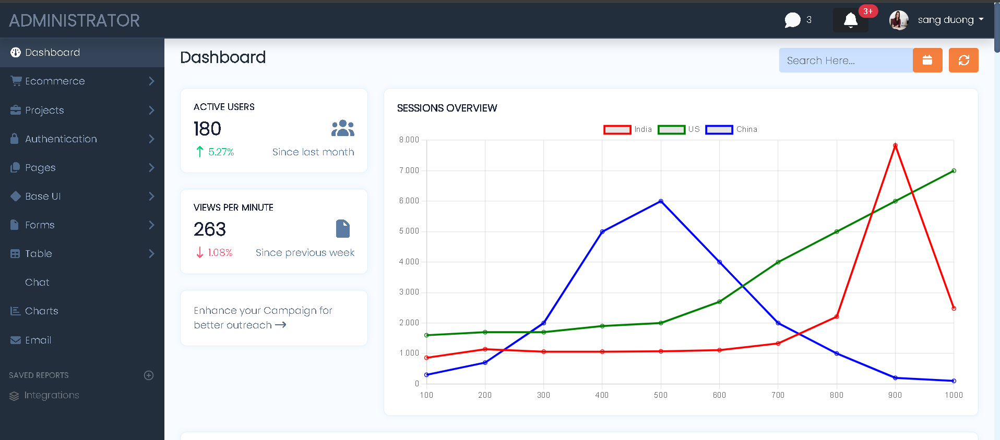 ADMINISTRATOR
3
3+
sang duong
Dashboard
Ecommerce
Projects
Authentication
Pages
Base UI
Forms
Table
Chat
Charts
Email
SAVED REPORTS
Integrations
Dashboard
Search Here...
ACTIVE USERS
180
5.27%
Since last month
VIEWS PER MINUTE
263
1.08%
Since previous week
Enhance your Campaign for
better outreach
SESSIONS OVERVIEW
India US China
8.000
7.000
6.000
5.000
4.000
3.000
2.000
1.000
0
100 200 300 400 500 600 700 800 900 1000